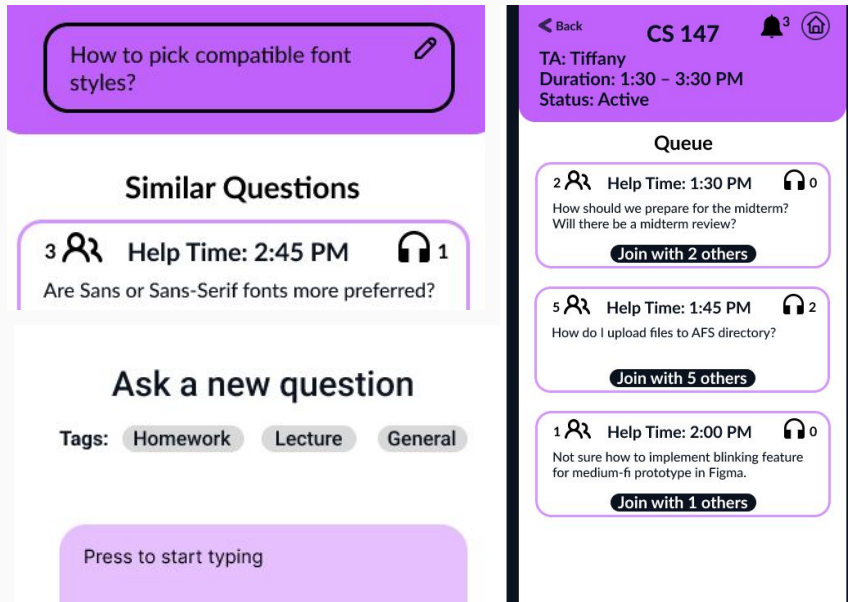 How to pick compatible font
styles?
Similar Questions
3 Help Time: 2:45 PM 1
Are Sans or Sans-Serif fonts more preferred?
Ask a new question
Tags: Homework Lecture General
Press to start typing
Back CS 147 3
TA: Tiffany
Duration: 1:30 – 3:30 PM
Status: Active
Queue
2 Help Time: 1:30 PM 0
How should we prepare for the midterm?
Will there be a midterm review?
Join with 2 others
5 Help Time: 1:45 PM 2
How do I upload files to AFS directory?
Join with 5 others
1 Help Time: 2:00 PM 0
Not sure how to implement blinking feature
for medium-fi prototype in Figma.
Join with 1 others